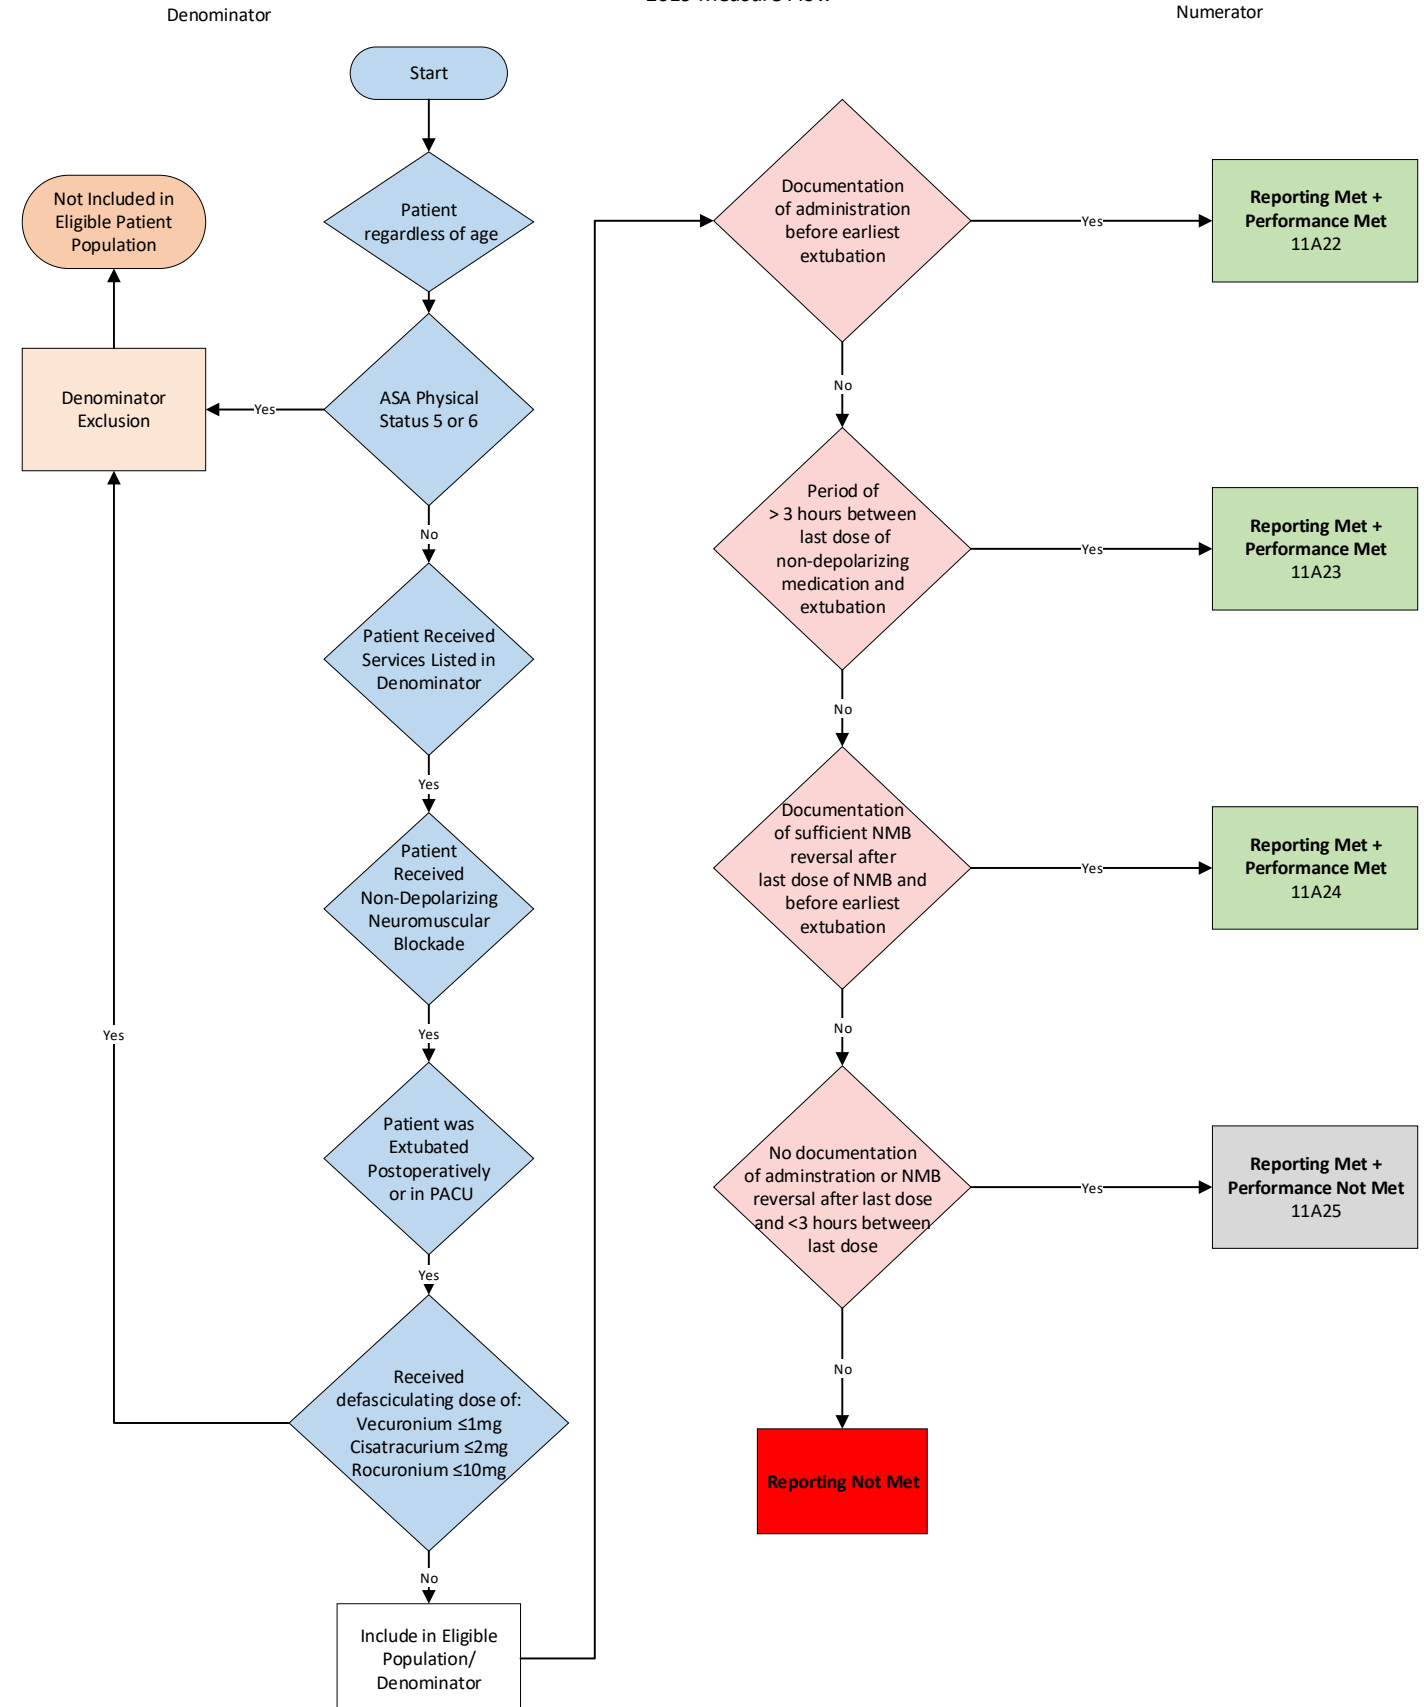 Denominator
Numerator
Start
Patient
regardless of age
Not Included in
Eligible Patient
Population
Denominator
Exclusion
Yes
ASA Physical
Status 5 or 6
No
Patient Received
Services Listed in
Denominator
Yes
Patient
Received
Non-Depolarizing
Neuromuscular
Blockade
Yes
Patient was
Extubated
Postoperatively
or in PACU
Yes
Received
defasciculating dose of:
Vecuronium ≤1mg
Cisatracurium ≤2mg
Rocuronium ≤10mg
Yes
No
Include in Eligible
Population/
Denominator
Documentation
of administration
before earliest
extubation
Yes
Reporting Met +
Performance Met
11A22
No
Period of
> 3 hours between
last dose of
non-depolarizing
medication and
extubation
Yes
Reporting Met +
Performance Met
11A23
No
Documentation
of sufficient NMB
reversal after
last dose of NMB and
before earliest
extubation
Yes
Reporting Met +
Performance Met
11A24
No
No documentation
of adminstration or NMB
reversal after last dose
and <3 hours between
last dose
Yes
Reporting Met +
Performance Not Met
11A25
No
Reporting Not Met